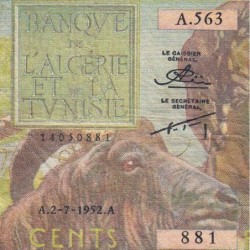 BANQUE
DE
L'ALGERIE
ET DE LA
TUNISIE
A.563
LE CAISSIER
GÉNÉRAL,
LE SECRÉTAIRE
GÉNÉRAL,
14050881
A.2-7-1952.A
CENTS
881